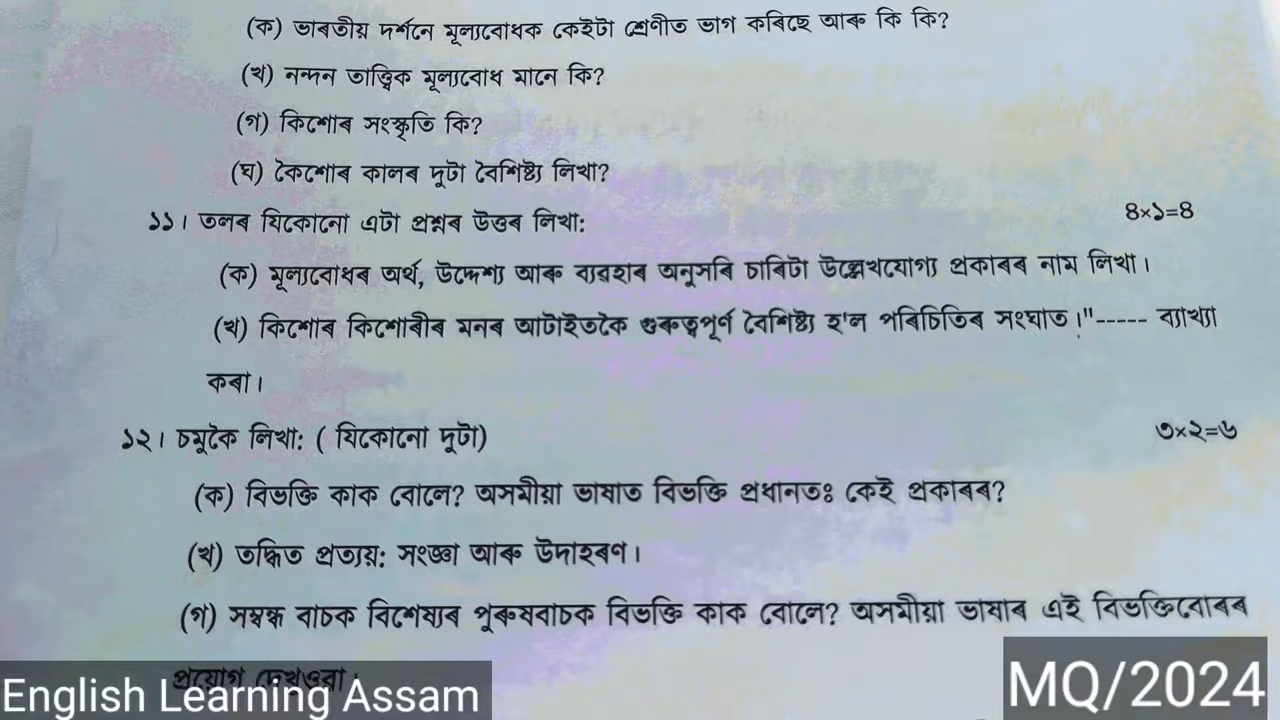 (ক) ভাৰতীয় দৰ্শনে মূল্যবোধক কেইটা শ্ৰেণীত ভাগ কৰিছে আৰু কি কি?
(খ) নন্দন তাত্ত্বিক মূল্যবোধ মানে কি?
(গ) কিশোৰ সংস্কৃতি কি?
(ঘ) কৈশোৰ কালৰ দুটা বৈশিষ্ট্য লিখা?
১১। তলৰ যিকোনো এটা প্ৰশ্নৰ উত্তৰ লিখা: ৪×১=৪
(ক) মূল্যবোধৰ অৰ্থ, উদ্দেশ্য আৰু ব্যৱহাৰ অনুসৰি চাৰিটা উল্লেখযোগ্য প্ৰকাৰৰ নাম লিখা।
(খ) কিশোৰ কিশোৰীৰ মনৰ আটাইতকৈ গুৰুত্বপূৰ্ণ বৈশিষ্ট্য হ'ল পৰিচিতিৰ সংঘাত।"----- ব্যাখ্যা
কৰা।
১২। চমুকৈ লিখা: ( যিকোনো দুটা) ৩×২=৬
(ক) বিভক্তি কাক বোলে? অসমীয়া ভাষাত বিভক্তি প্ৰধানতঃ কেই প্ৰকাৰৰ?
(খ) তদ্ধিত প্ৰত্যয়: সংজ্ঞা আৰু উদাহৰণ।
(গ) সম্বন্ধ বাচক বিশেষ্যৰ পুৰুষবাচক বিভক্তি কাক বোলে? অসমীয়া ভাষাৰ এই বিভক্তিবোৰৰ
প্ৰয়োগ দেখুওৱা।
English Learning Assam
MQ/2024